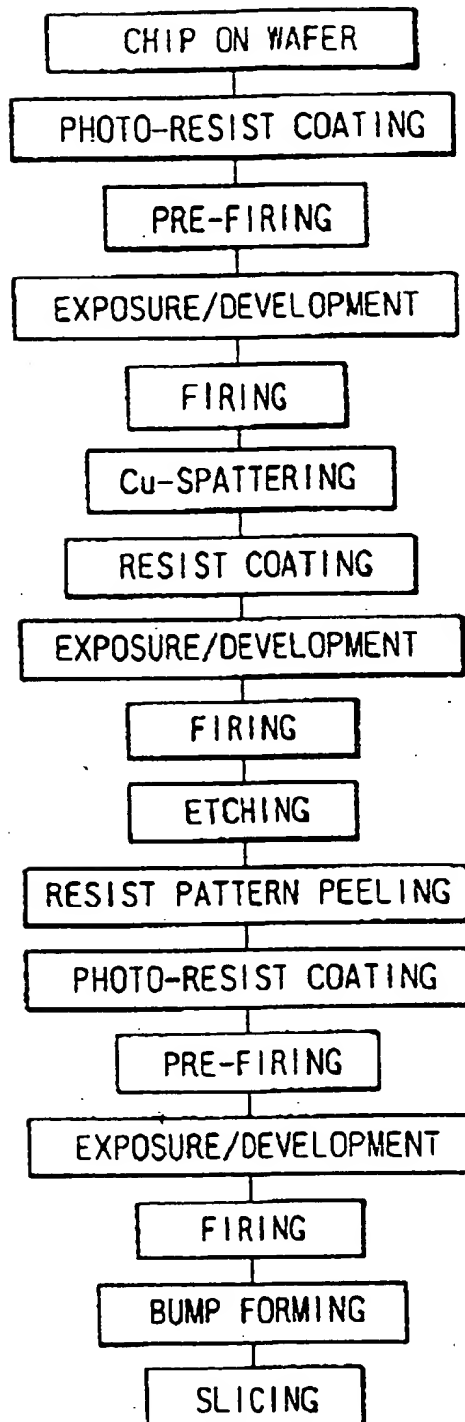 CHIP ON WAFER
PHOTO-RESIST COATING
PRE-FIRING
EXPOSURE/DEVELOPMENT
FIRING
Cu-SPATTERING
RESIST COATING
EXPOSURE/DEVELOPMENT
FIRING
ETCHING
RESIST PATTERN PEELING
PHOTO-RESIST COATING
PRE-FIRING
EXPOSURE/DEVELOPMENT
FIRING
BUMP FORMING
SLICING